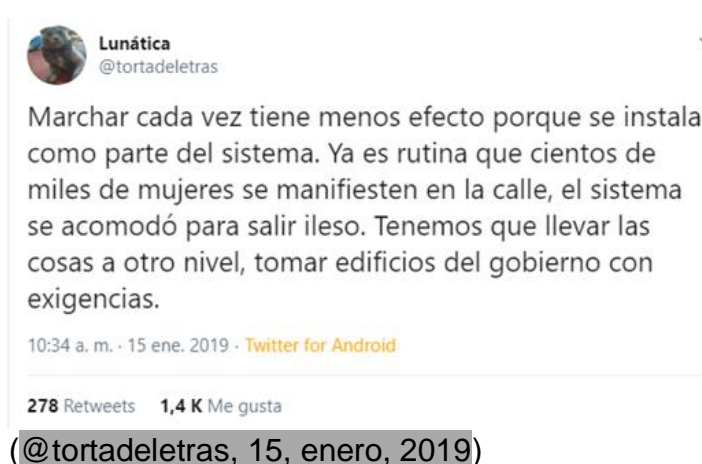 Lunática
@tortadeletras
Marchar cada vez tiene menos efecto porque se instala
como parte del sistema. Ya es rutina que cientos de
miles de mujeres se manifiesten en la calle, el sistema
se acomodó para salir ileso. Tenemos que llevar las
cosas a otro nivel, tomar edificios del gobierno con
exigencias.
10:34 a. m. · 15 ene. 2019 · Twitter for Android
278 Retweets 1,4 K Me gusta
(@tortadeletras, 15, enero, 2019)